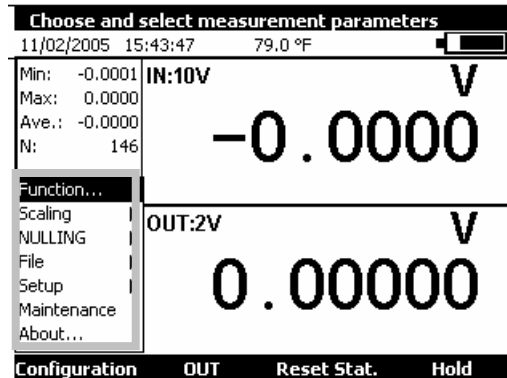 Choose and select measurement parameters
11/02/2005 15:43:47 79.0 °F
Min: -0.0001
Max: 0.0000
Ave.: -0.0000
N: 146
IN:10V V
-0.0000
Function...
Scaling
NULLING
File
Setup
Maintenance
About...
OUT:2V V
0.00000
Configuration OUT Reset Stat. Hold